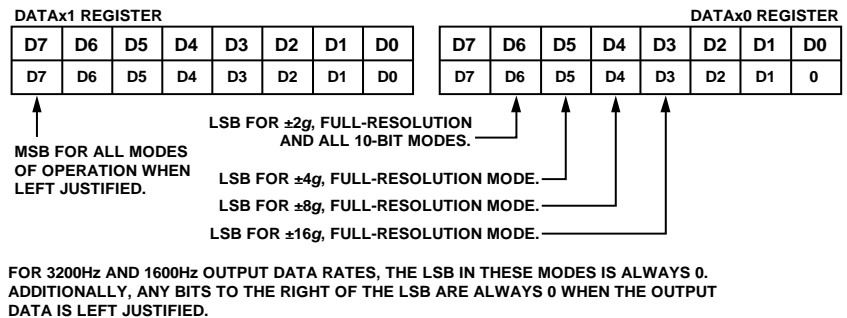 DATAx1 REGISTER DATAx0 REGISTER
D7 D6 D5 D4 D3 D2 D1 D0 D7 D6 D5 D4 D3 D2 D1 D0
D7 D6 D5 D4 D3 D2 D1 D0 D7 D6 D5 D4 D3 D2 D1 0
MSB FOR ALL MODES
OF OPERATION WHEN
LEFT JUSTIFIED.
LSB FOR ±2g, FULL-RESOLUTION
AND ALL 10-BIT MODES.
LSB FOR ±4g, FULL-RESOLUTION MODE.
LSB FOR ±8g, FULL-RESOLUTION MODE.
LSB FOR ±16g, FULL-RESOLUTION MODE.
FOR 3200Hz AND 1600Hz OUTPUT DATA RATES, THE LSB IN THESE MODES IS ALWAYS 0.
ADDITIONALLY, ANY BITS TO THE RIGHT OF THE LSB ARE ALWAYS 0 WHEN THE OUTPUT
DATA IS LEFT JUSTIFIED.